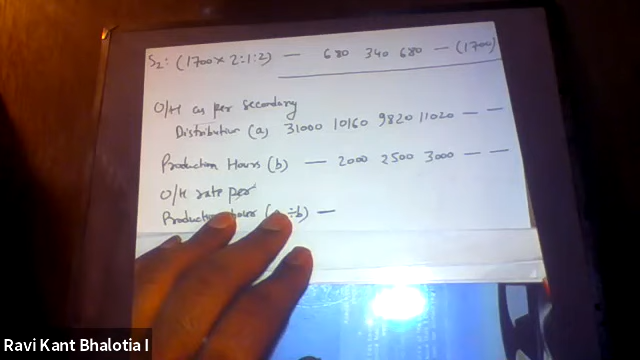 S2: (1700 x 2:1:2) — 680 340 680 — (1700)
O/H as per secondary
Distribution (a) 31000 10160 9820 11020 — —
Production Hours (b) — 2000 2500 3000 — —
O/H rate per
Production hour (a ÷ b) —
Ravi Kant Bhalotia I